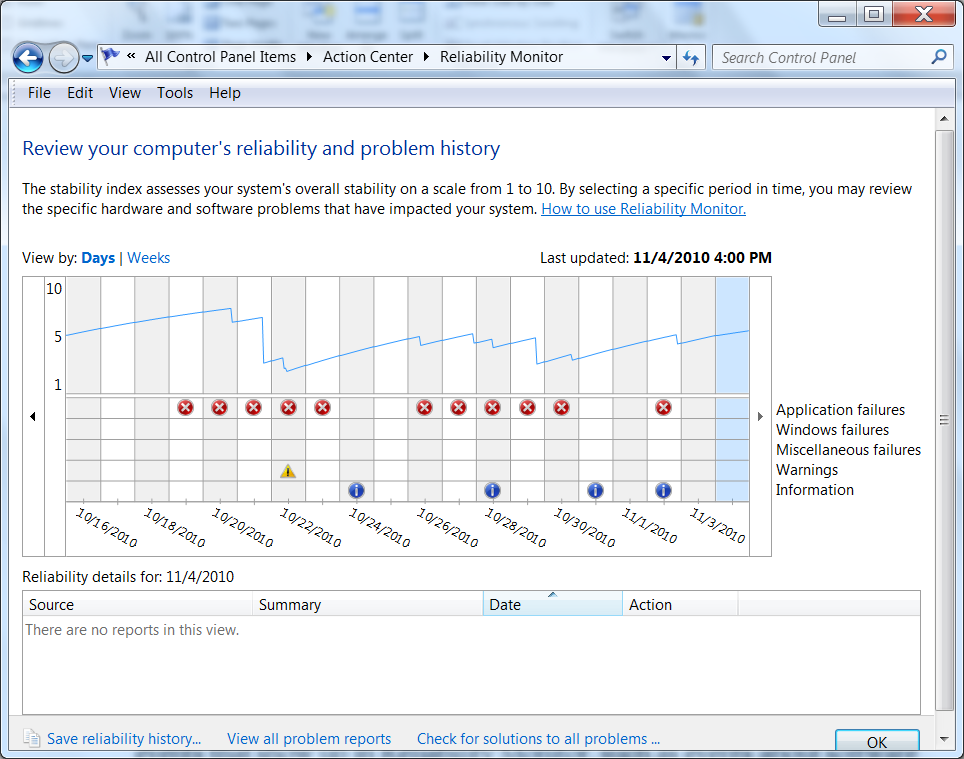 « All Control Panel Items Action Center Reliability Monitor
Search Control Panel
File Edit View Tools Help
Review your computer's reliability and problem history
The stability index assesses your system's overall stability on a scale from 1 to 10. By selecting a specific period in time, you may review
the specific hardware and software problems that have impacted your system. How to use Reliability Monitor.
View by: Days | Weeks
Last updated: 11/4/2010 4:00 PM
10
5
1
Application failures
Windows failures
Miscellaneous failures
Warnings
Information
10/16/2010 10/18/2010 10/20/2010 10/22/2010 10/24/2010 10/26/2010 10/28/2010 10/30/2010 11/1/2010 11/3/2010
Reliability details for: 11/4/2010
Source Summary Date Action
There are no reports in this view.
Save reliability history... View all problem reports Check for solutions to all problems ...
OK